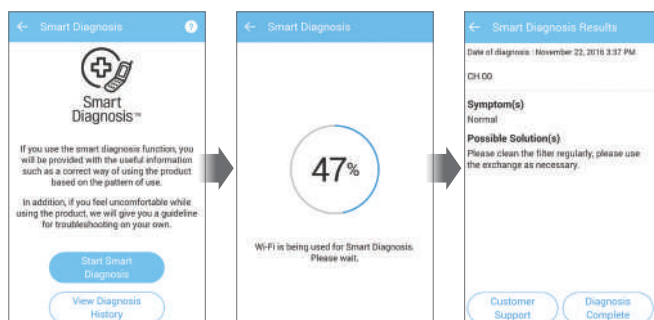 Smart Diagnosis
?
Smart
Diagnosis™
If you use the smart diagnosis function, you
will be provided with the useful information
such as a correct way of using the product
based on the pattern of use.
In addition, if you feel uncomfortable while
using the product, we will give you a guideline
for troubleshooting on your own.
Start Smart
Diagnosis
View Diagnosis
History
Smart Diagnosis
47%
Wi-Fi is being used for Smart Diagnosis.
Please wait.
Smart Diagnosis Results
Date of diagnosis : November 22, 2016 3:37 PM
CH 00
Symptom(s)
Normal
Possible Solution(s)
Please clean the filter regularly, please use
the exchange as necessary.
Customer
Support
Diagnosis
Complete